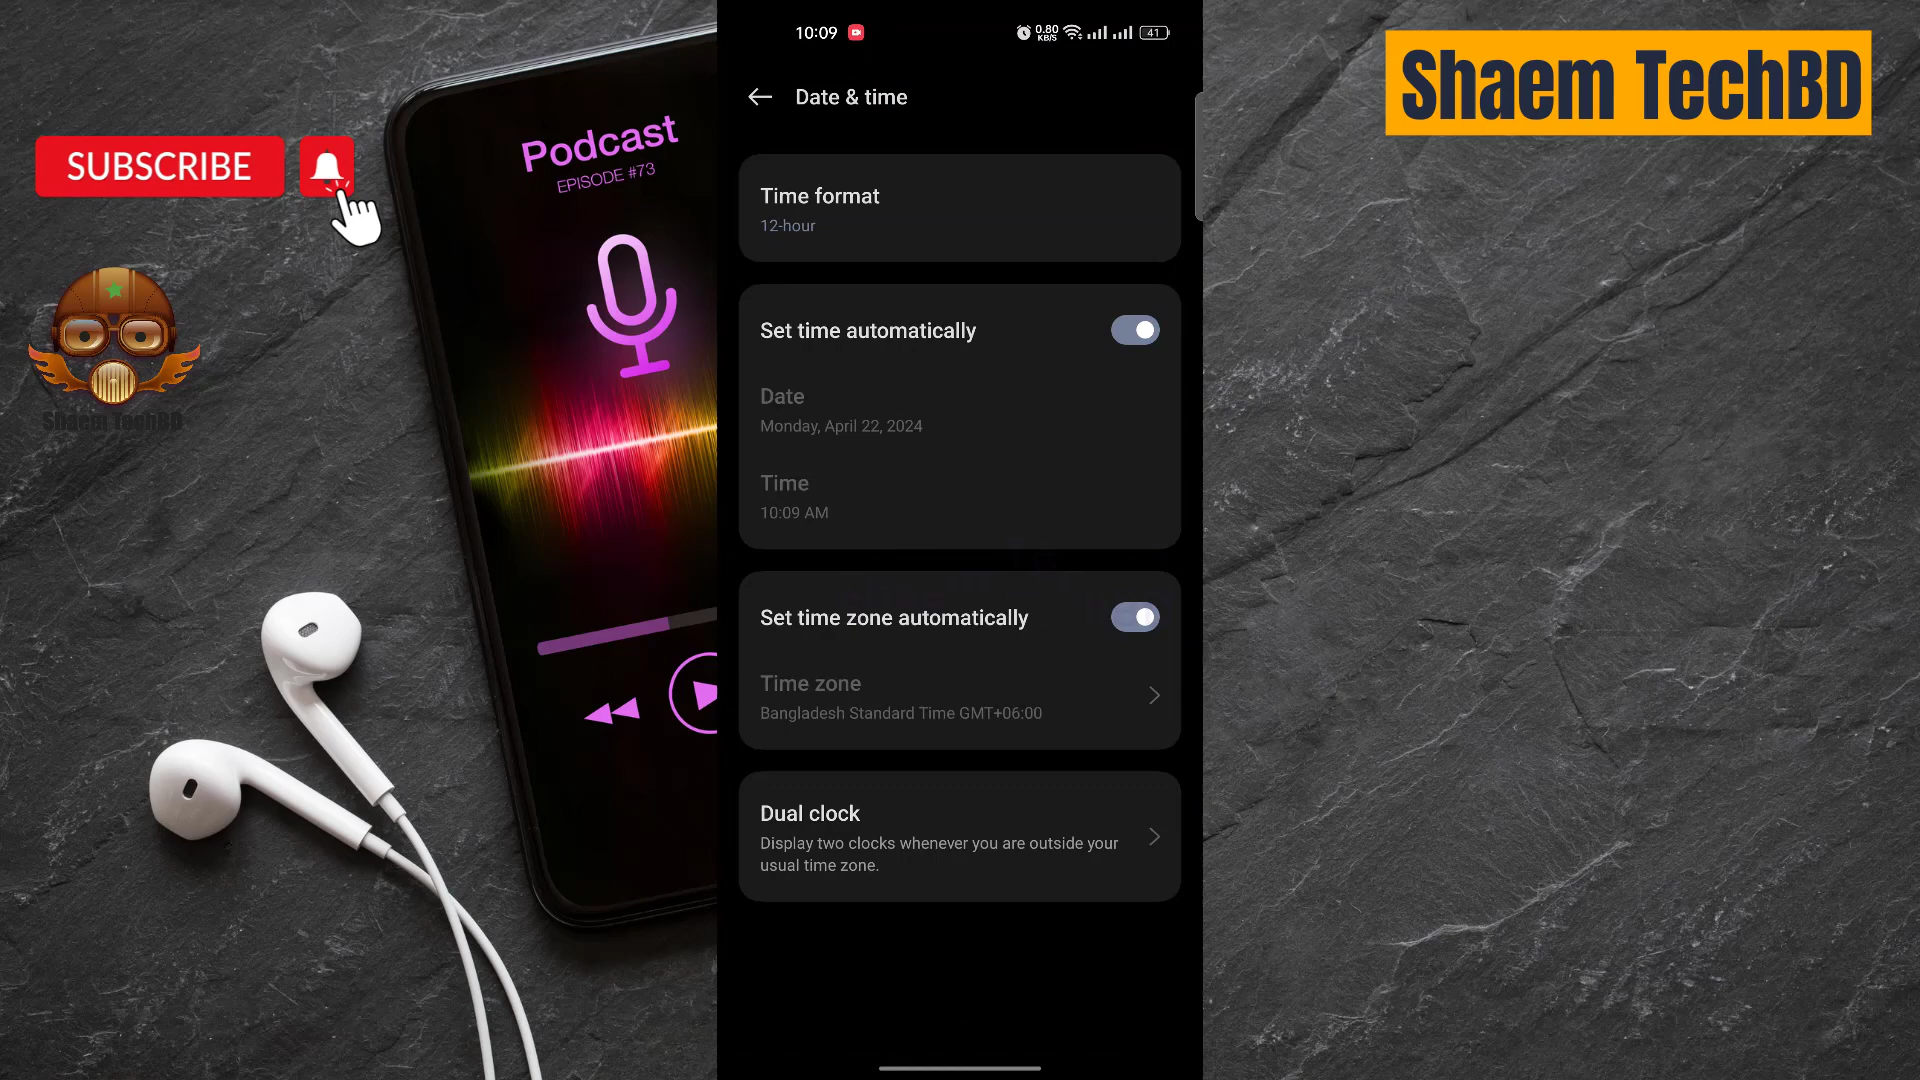 10:09
0.80
KB/S
41
Date & time
Shaem TechBD
SUBSCRIBE
Podcast
EPISODE #73
Shaem TechBD
Time format
12-hour
Set time automatically
Date
Monday, April 22, 2024
Time
10:09 AM
Set time zone automatically
Time zone
Bangladesh Standard Time GMT+06:00
Dual clock
Display two clocks whenever you are outside your
usual time zone.